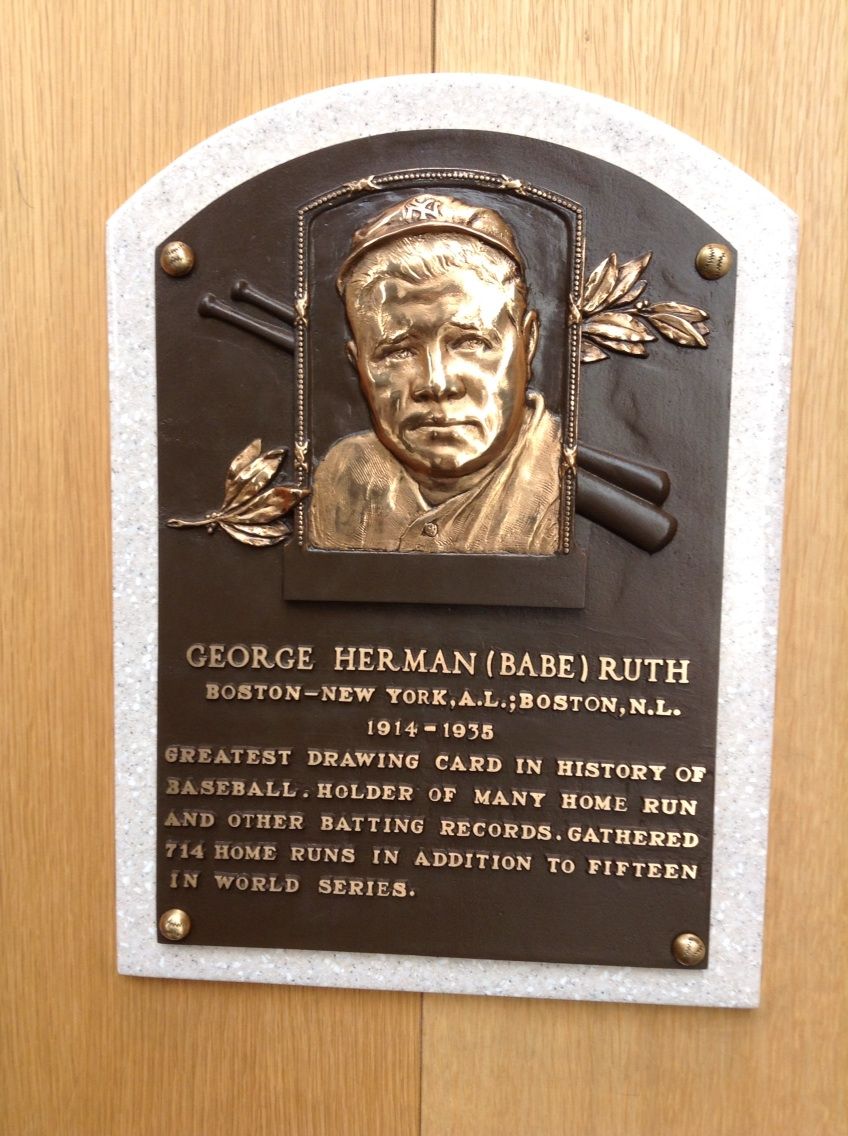 NY
GEORGE HERMAN (BABE) RUTH
BOSTON-NEW YORK, A.L.; BOSTON, N.L.
1914-1935
GREATEST DRAWING CARD IN HISTORY OF
BASEBALL. HOLDER OF MANY HOME RUN
AND OTHER BATTING RECORDS. GATHERED
714 HOME RUNS IN ADDITION TO FIFTEEN
IN WORLD SERIES.